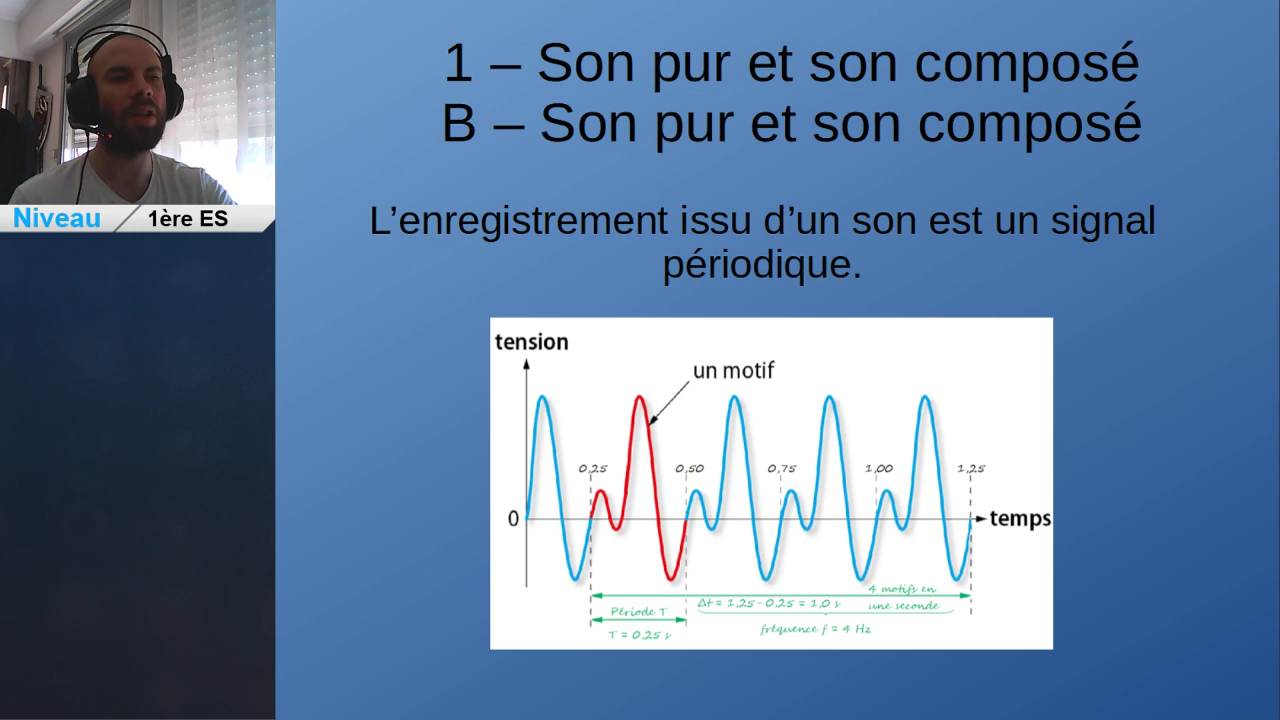 1 – Son pur et son composé
B – Son pur et son composé
Niveau
1ère ES
L’enregistrement issu d’un son est un signal
périodique.
tension
un motif
0,25
0,50
0,75
1,00
1,25
0
temps
Période T
T = 0,25 s
Δt = 1,25 - 0,25 = 1,0 s
4 motifs en
une seconde
fréquence f = 4 Hz